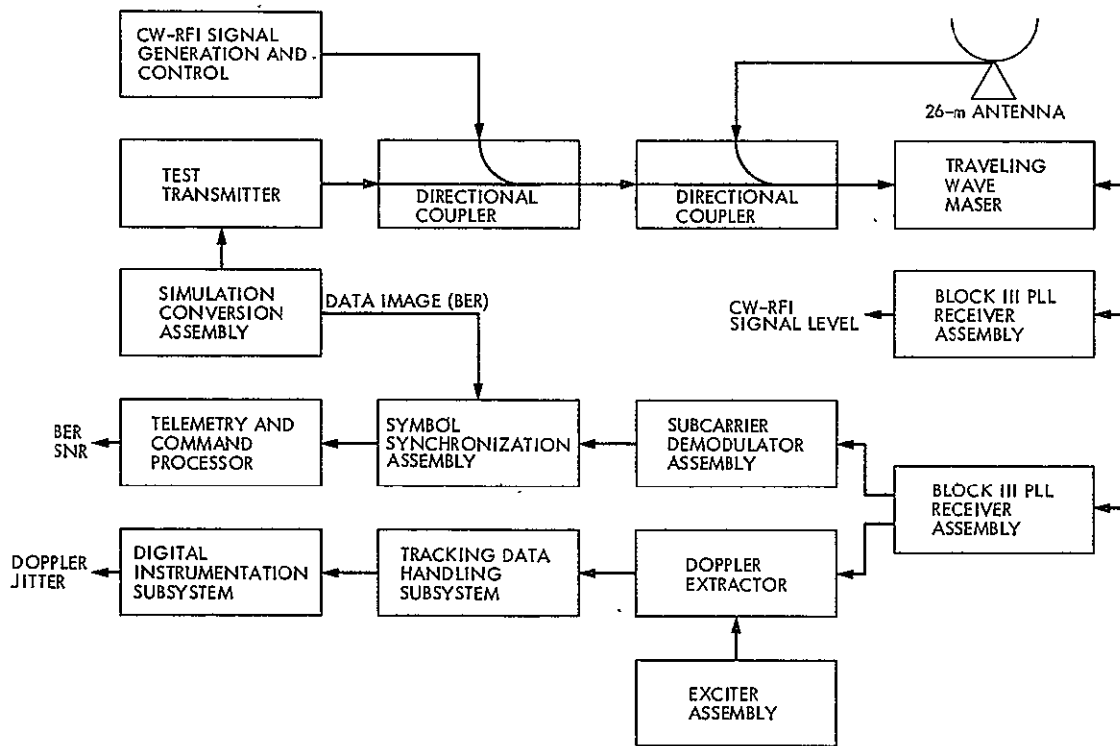 CW-RFI SIGNAL
GENERATION AND
CONTROL
26-m ANTENNA
TEST
TRANSMITTER
DIRECTIONAL
COUPLER
DIRECTIONAL
COUPLER
TRAVELING
WAVE
MASER
SIMULATION
CONVERSION
ASSEMBLY
DATA IMAGE (BER)
CW-RFI
SIGNAL LEVEL
BLOCK III PLL
RECEIVER
ASSEMBLY
BER
SNR
TELEMETRY AND
COMMAND
PROCESSOR
SYMBOL
SYNCHRONIZATION
ASSEMBLY
SUBCARRIER
DEMODULATOR
ASSEMBLY
BLOCK III PLL
RECEIVER
ASSEMBLY
DOPPLER
JITTER
DIGITAL
INSTRUMENTATION
SUBSYSTEM
TRACKING DATA
HANDLING
SUBSYSTEM
DOPPLER
EXTRACTOR
EXCITER
ASSEMBLY